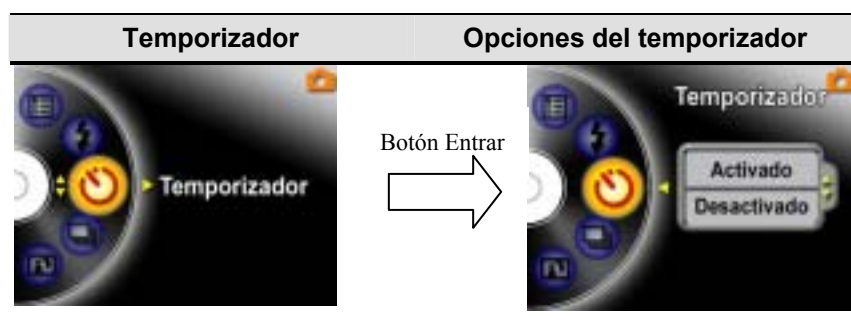 Temporizador Opciones del temporizador
Temporizador
Botón Entrar
Temporizador
Activado
Desactivado